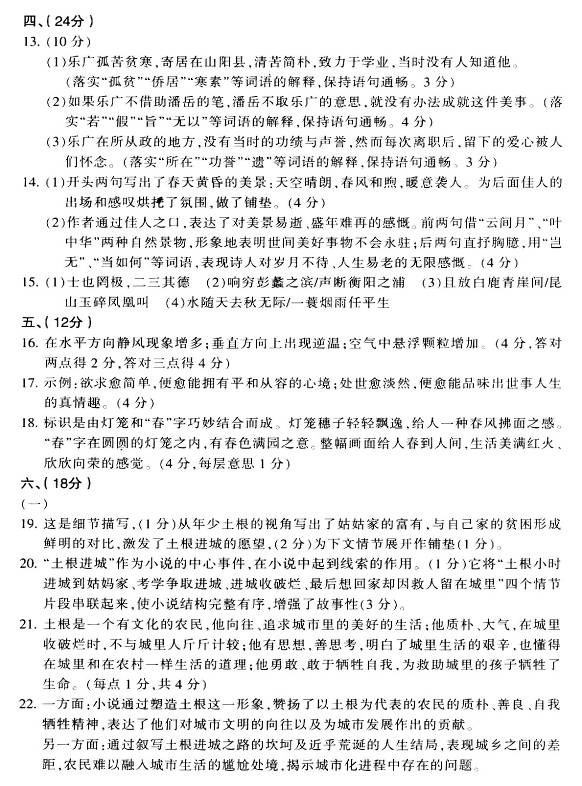 四、(24分)
13. (10 分)
(1)乐广孤苦贫寒,寄居在山阳县,清苦简朴,致力于学业,当时没有人知道他。
(落实“孤贫”“侨居”“寒素”等词语的解释,保持语句通畅。3 分)
(2)如果乐广不借助潘岳的笔,潘岳不取乐广的意思,就没有办法成就这件美事。(落
实“若”“假”“旨”“无以”等词语的解释,保持语句通畅。4 分)
(3)乐广在所从政的地方,没有当时的功绩与声誉,然而每次离职后,留下的爱心被人
们怀念。(落实“所在”“功誉”“遗”等词语的解释,保持语句通畅。3 分)
14. (1)开头两句写出了春天黄昏的美景:天空晴朗,春风和煦,暖意袭人。为后面佳人的
出场和感叹烘托了氛围,做了铺垫。(4 分)
(2)作者通过佳人之口,表达了对美景易逝、盛年难再的感慨。前两句借“云间月”、“叶
中华”两种自然景物,形象地表明世间美好事物不会永驻;后两句直抒胸臆,用“岂
无”、“当如何”等词语,表现诗人对岁月不待、人生易老的无限感慨。(4 分)
15. (1)士也罔极,二三其德 (2)响穷彭蠡之滨/声断衡阳之浦 (3)且放白鹿青崖间/昆
山玉碎凤凰叫 (4)水随天去秋无际/一蓑烟雨任平生
五、(12分)
16. 在水平方向静风现象增多;垂直方向上出现逆温;空气中悬浮颗粒增加。(4 分,答对
两点得 2 分,答对三点得 4 分)
17. 示例:欲求愈简单,便愈能拥有平和从容的心境;处世愈淡然,便愈能品味出世事人生
的真情趣。(4 分)
18. 标识是由灯笼和“春”字巧妙结合而成。灯笼穗子轻轻飘逸,给人一种春风拂面之感。
“春”字在圆圆的灯笼之内,有春色满园之意。整幅画面给人春到人间,生活美满红火、
欣欣向荣的感觉。(4 分,每层意思 1 分)
六、(18分)
(一)
19. 这是细节描写,(1 分)从年少土根的视角写出了姑姑家的富有,与自己家的贫困形成
鲜明的对比,激发了土根进城的愿望,(2 分)为下文情节展开作铺垫(1 分)。
20. “土根进城”作为小说的中心事件,在小说中起到线索的作用。(1 分)它将“土根小时
进城到姑妈家、考学争取进城、进城收破烂、最后想回家却因救人留在城里”四个情节
片段串联起来,使小说结构完整有序,增强了故事性(3 分)。
21. 土根是一个有文化的农民,他向往、追求城市里的美好的生活;他质朴、大气,在城里
收破烂时,不与城里人斤斤计较;他有思想,善思考,明白了城里生活的艰辛,也懂得
在城里和在农村一样生活的道理;他勇敢、敢于牺牲自我,为救助城里的孩子牺牲了
生命。(每点 1 分,共 4 分)
22. 一方面:小说通过塑造土根这一形象,赞扬了以土根为代表的农民的质朴、善良、自我
牺牲精神,表达了他们对城市文明的向往以及为城市发展作出的贡献。
另一方面:通过叙写土根进城之路的坎坷及近乎荒诞的人生结局,表现城乡之间的差
距,农民难以融入城市生活的尴尬处境,揭示城市化进程中存在的问题。